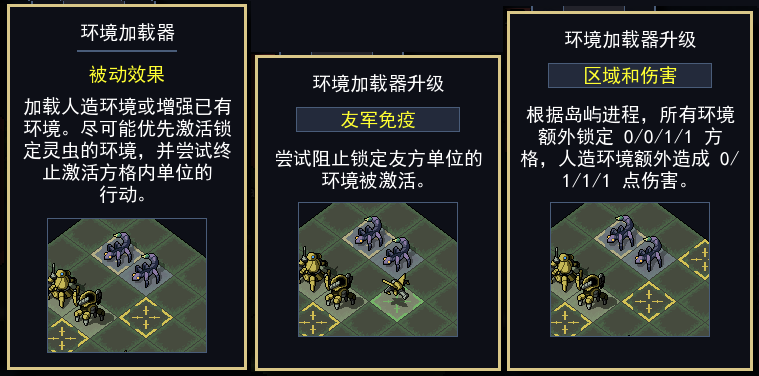 环境加载器
被动效果
加载人造环境或增强已有
环境。尽可能优先激活锁
定灵虫的环境，并尝试终
止激活方格内单位的
行动。
环境加载器升级
友军免疫
尝试阻止锁定友方单位的
环境被激活。
环境加载器升级
区域和伤害
根据岛屿进程，所有环境
额外锁定 0/0/1/1 方
格，人造环境额外造成 0/
1/1/1 点伤害。